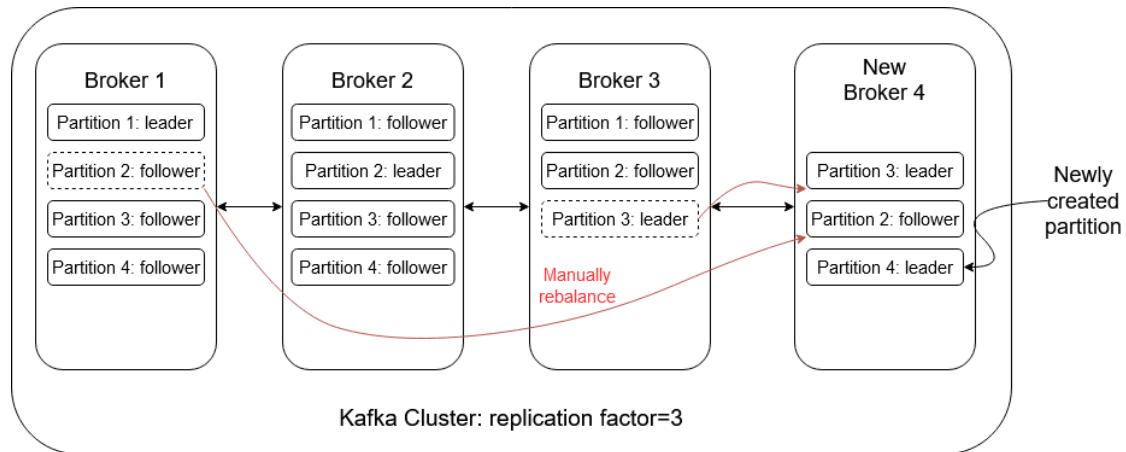 Broker 1
Partition 1: leader
Partition 2: follower
Partition 3: follower
Partition 4: follower
Broker 2
Partition 1: follower
Partition 2: leader
Partition 3: follower
Partition 4: follower
Broker 3
Partition 1: follower
Partition 2: follower
Partition 3: leader
Manually
rebalance
New
Broker 4
Partition 3: leader
Partition 2: follower
Partition 4: leader
Newly
created
partition
Kafka Cluster: replication factor=3